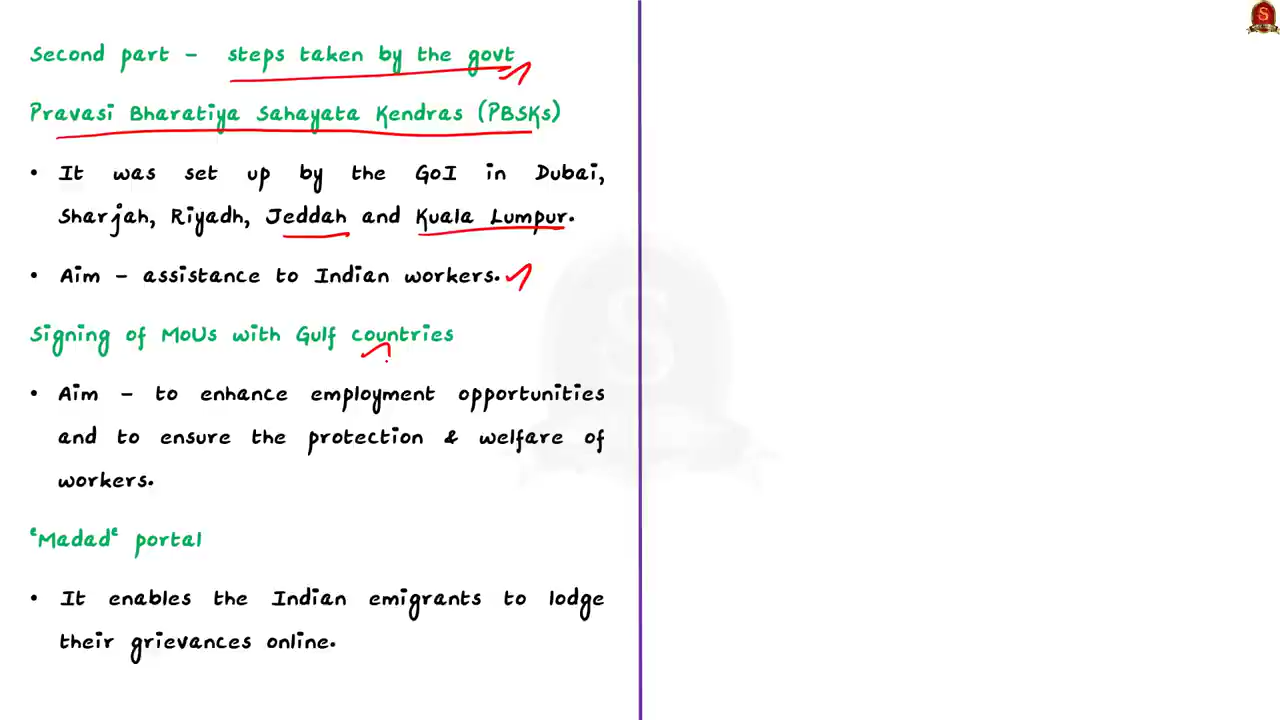 Second part - steps taken by the govt
Pravasi Bharatiya Sahayata Kendras (PBSKs)
• It was set up by the GoI in Dubai,
Sharjah, Riyadh, Jeddah and Kuala Lumpur.
• Aim - assistance to Indian workers.
Signing of MoUs with Gulf countries
• Aim - to enhance employment opportunities
and to ensure the protection & welfare of
workers.
‘Madad‘ portal
• It enables the Indian emigrants to lodge
their grievances online.
S
S